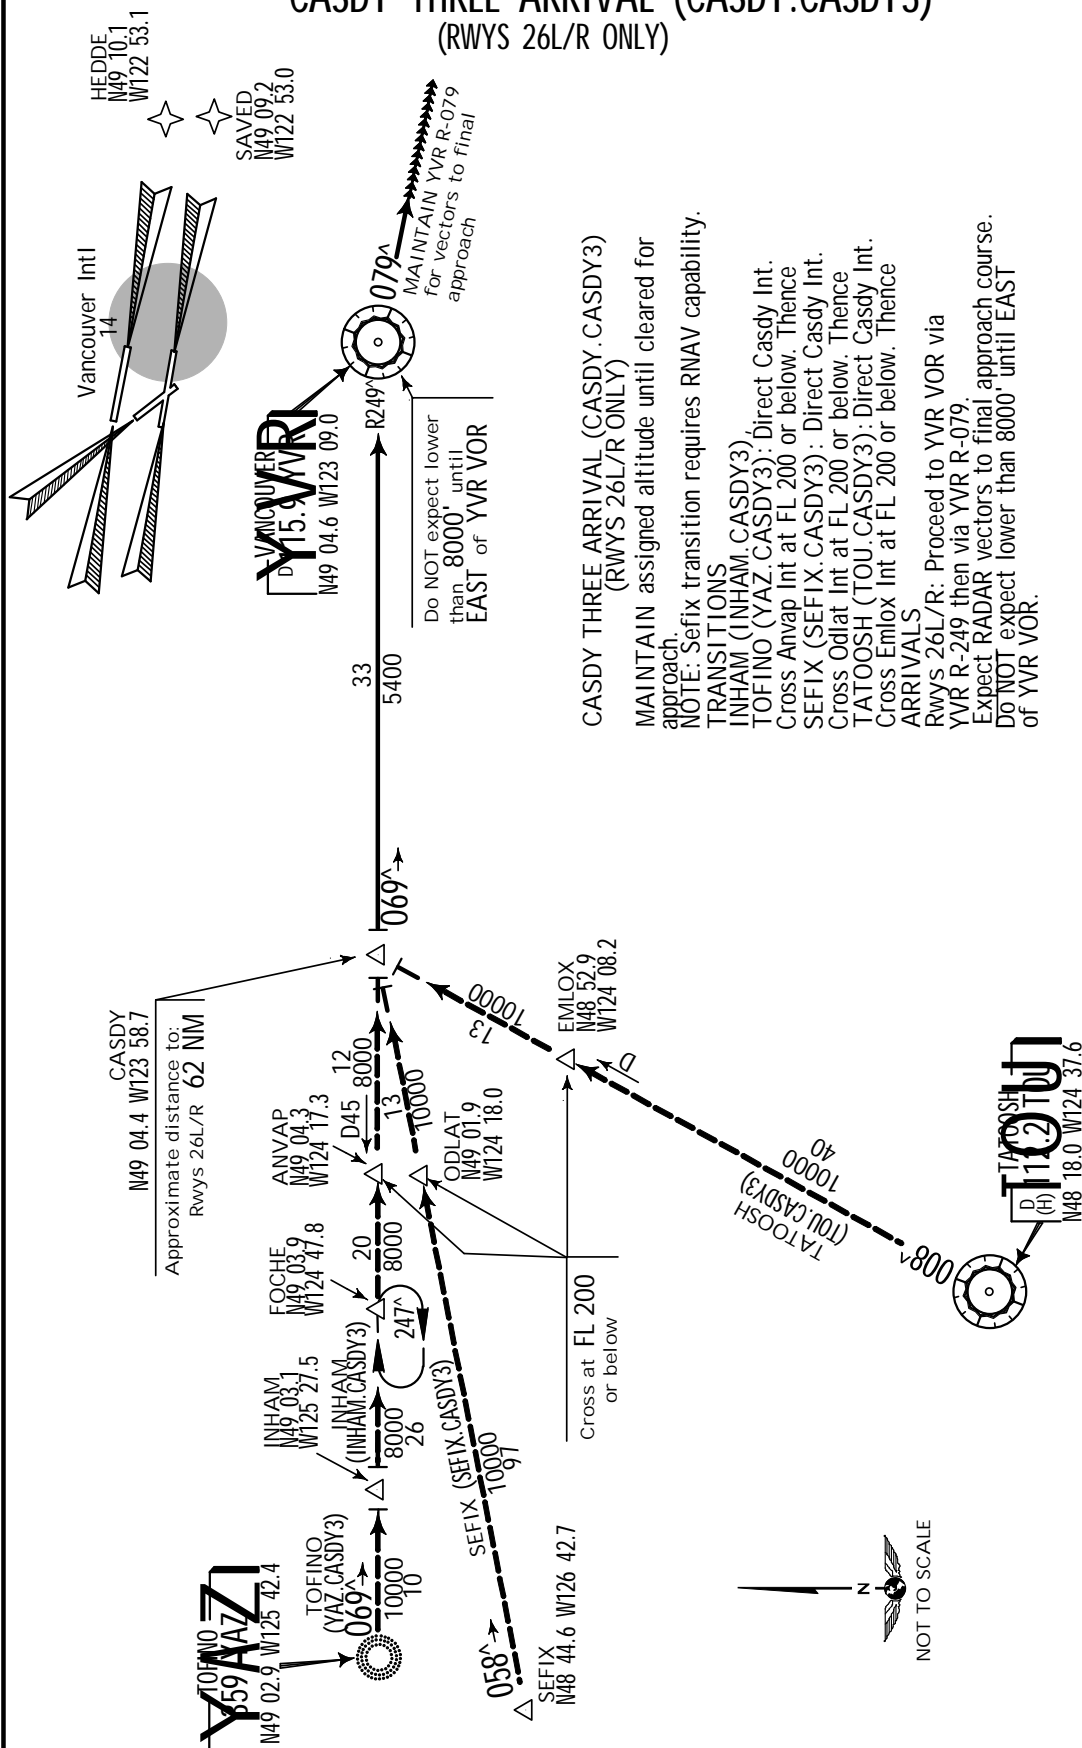 CASDY THREE ARRIVAL (CASDY.CASDY3)
(RWYS 26L/R ONLY)
HEDDE
N49 10.1
W122 53.1
SAVED
N49 09.2
W122 53.0
Vancouver Intl
14
VANCOUVER
D 115.9 YVR
YVR
N49 04.6 W123 09.0
R249^
079^
MAINTAIN YVR R-079
for vectors to final
approach
Do NOT expect lower
than 8000' until
EAST of YVR VOR
33
5400
069^
CASDY
N49 04.4 W123 58.7
Approximate distance to:
Rwys 26L/R 62 NM
ANVAP
N49 04.3
W124 17.3
D45
12
8000
13
10000
ODLAT
N49 01.9
W124 18.0
FOCHE
N49 03.9
W124 47.8
20
8000
247^
INHAM
N49 03.1
W125 27.5
INHAM
(INHAM.CASDY3)
8000
26
TOFINO
359 YAZ
YAZ
N49 02.9 W125 42.4
TOFINO
(YAZ.CASDY3)
069^
10000
10
SEFIX (SEFIX.CASDY3)
10000
97
058^
SEFIX
N48 44.6 W126 42.7
Cross at FL 200
or below
EMLOX
N48 52.9
W124 08.2
13
10000
D
40
10000
TATOOSH
(TOU.CASDY3)
008^
TATOOSH
D
(H)
112.2 TOU
TOU
N48 18.0 W124 37.6
CASDY THREE ARRIVAL (CASDY.CASDY3)
(RWYS 26L/R ONLY)
MAINTAIN assigned altitude until cleared for
approach.
NOTE: Sefix transition requires RNAV capability.
TRANSITIONS
INHAM (INHAM.CASDY3),
TOFINO (YAZ.CASDY3): Direct Casdy Int.
Cross Anvap Int at FL 200 or below. Thence
SEFIX (SEFIX.CASDY3): Direct Casdy Int.
Cross Odlat Int at FL 200 or below. Thence
TATOOSH (TOU.CASDY3): Direct Casdy Int.
Cross Emlox Int at FL 200 or below. Thence
ARRIVALS
Rwys 26L/R: Proceed to YVR VOR via
YVR R-249 then via YVR R-079.
Expect RADAR vectors to final approach course.
Do NOT expect lower than 8000' until EAST
of YVR VOR.
N
NOT TO SCALE